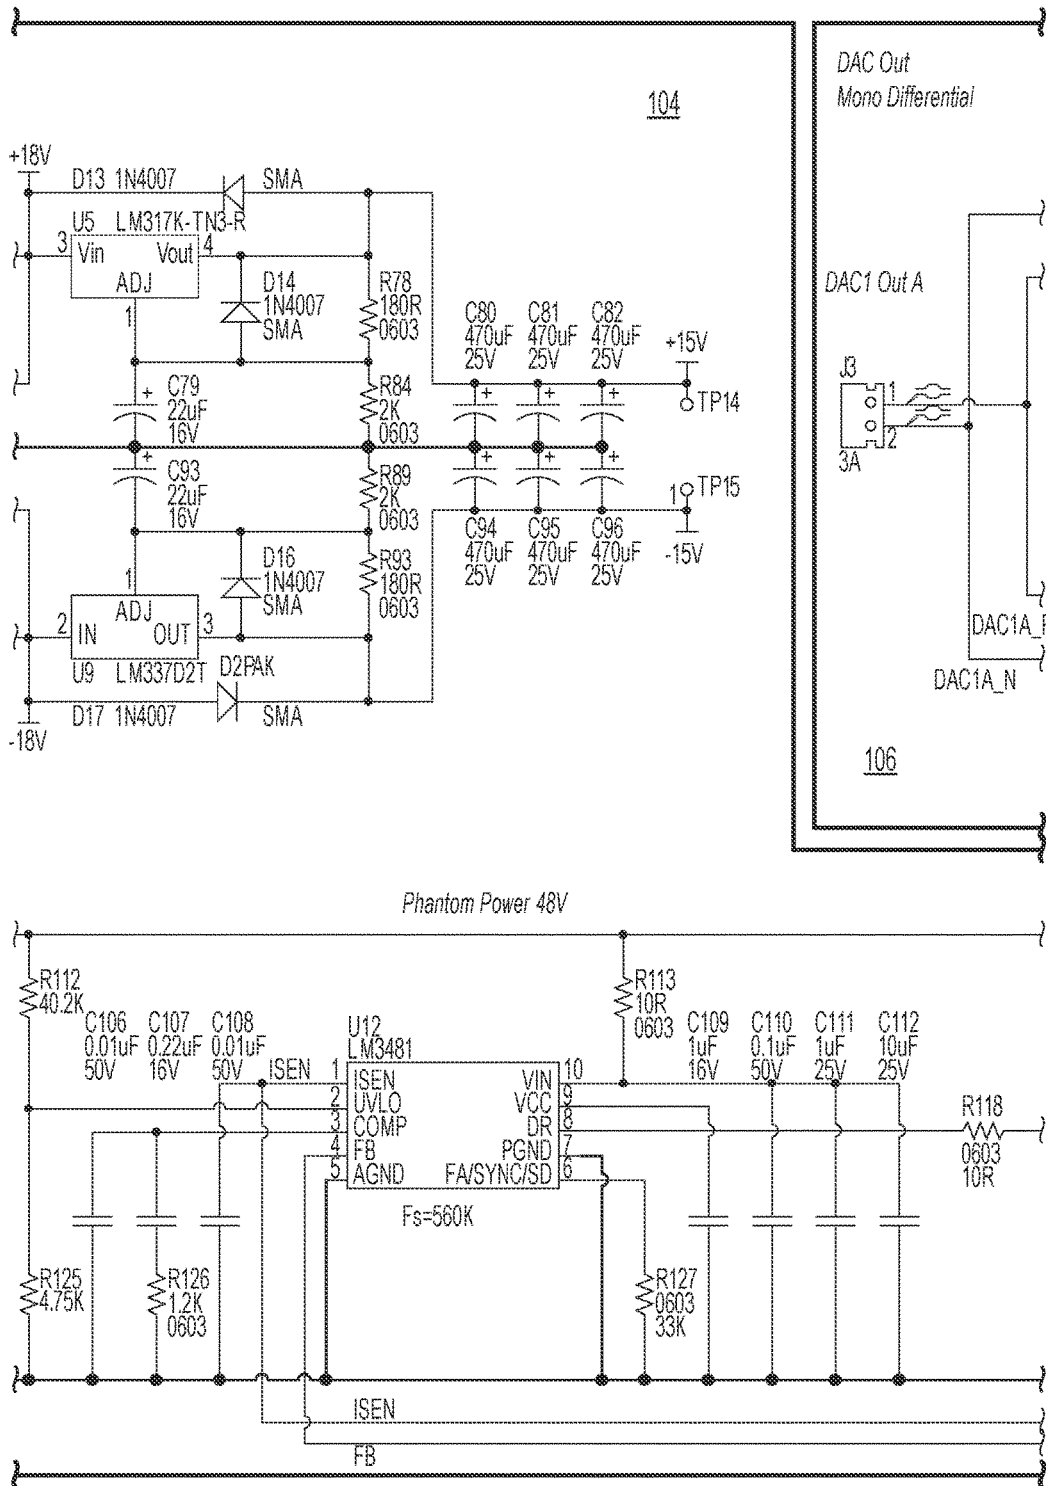 DAC Out
Mono Differential
104
+18V
D13 1N4007
SMA
U5 LM317K-TN3-R
3
Vin
Vout
4
ADJ
1
D14
1N4007
SMA
R78
180R
0603
DAC1 Out A
C80
470uF
25V
C81
470uF
25V
C82
470uF
25V
+15V
TP14
J3
1
2
3A
C79
22uF
16V
+
R84
2K
0603
+
+
+
C93
22uF
16V
+
R89
2K
0603
+
+
+
1
TP15
-15V
C94
470uF
25V
C95
470uF
25V
C96
470uF
25V
D16
1N4007
SMA
R93
180R
0603
1
ADJ
2
IN
OUT
3
U9 LM337D2T
D2PAK
D17 1N4007
SMA
-18V
DAC1A_
DAC1A_N
106
Phantom Power 48V
R112
40.2K
C106
0.01uF
50V
C107
0.22uF
16V
C108
0.01uF
50V
ISEN
U12
LM3481
1
ISEN
2
UVLO
3
COMP
4
FB
5
AGND
VIN
10
VCC
9
DR
8
PGND
7
FA/SYNC/SD
6
Fs=560K
R113
10R
0603
C109
1uF
16V
C110
0.1uF
50V
C111
1uF
25V
C112
10uF
25V
R118
0603
10R
R125
4.75K
R126
1.2K
0603
R127
0603
33K
ISEN
FB